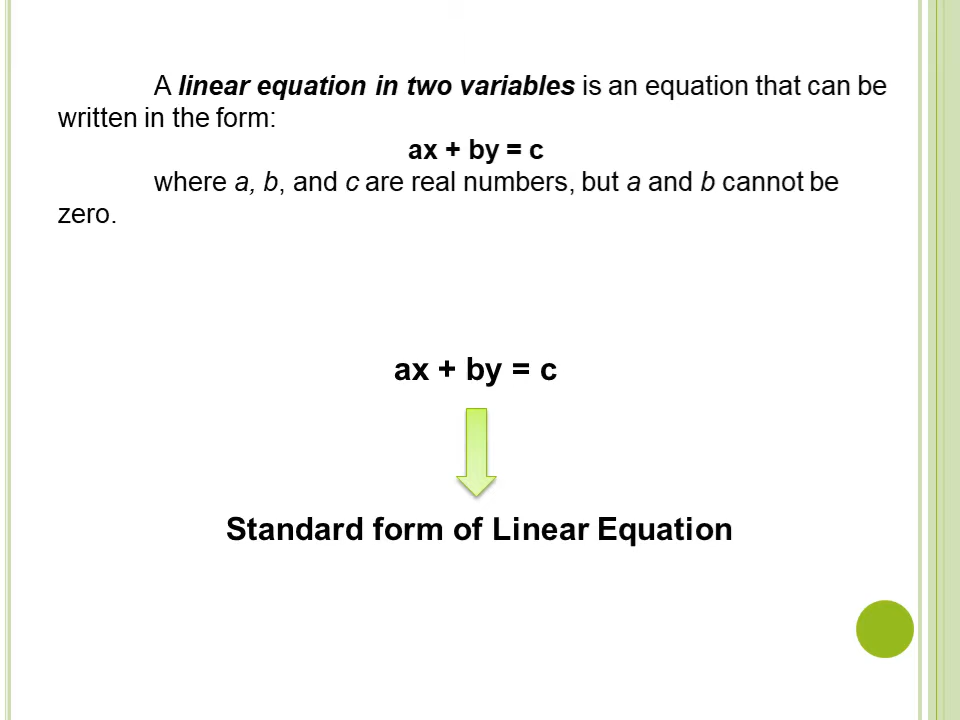 A linear equation in two variables is an equation that can be
written in the form:
ax + by = c
where a, b, and c are real numbers, but a and b cannot be
zero.
ax + by = c
Standard form of Linear Equation